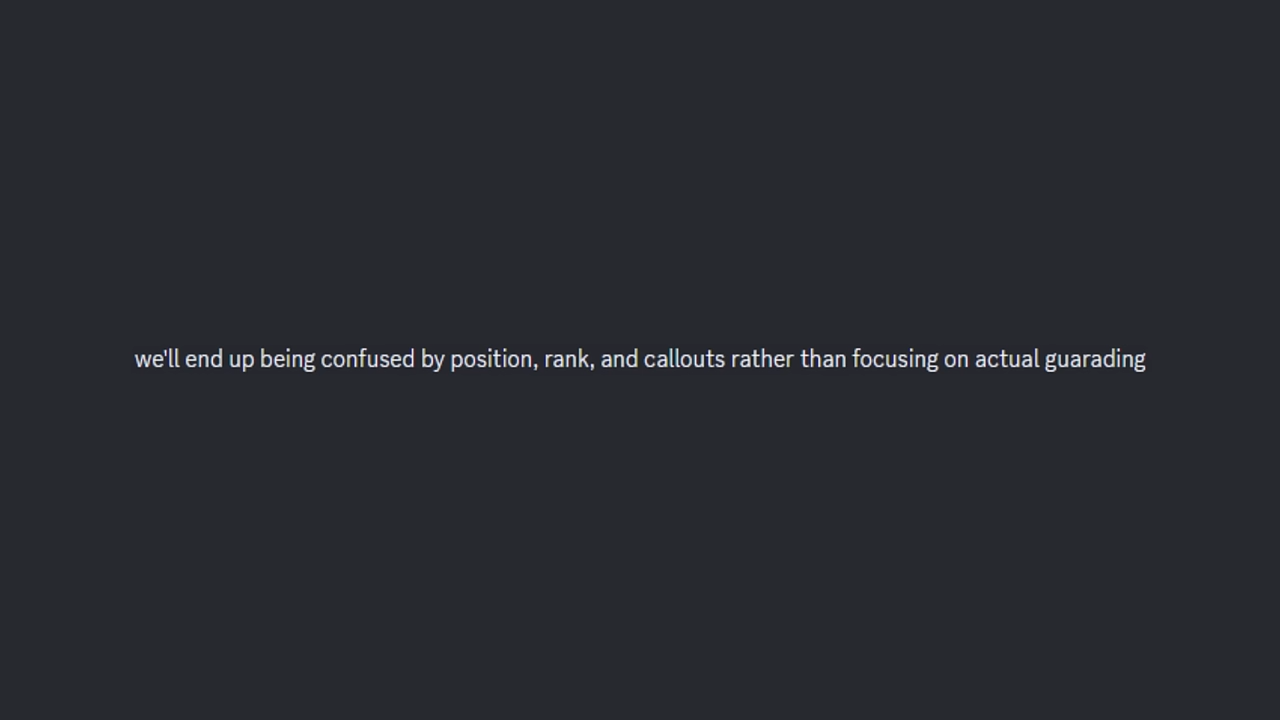 we'll end up being confused by position, rank, and callouts rather than focusing on actual guarading